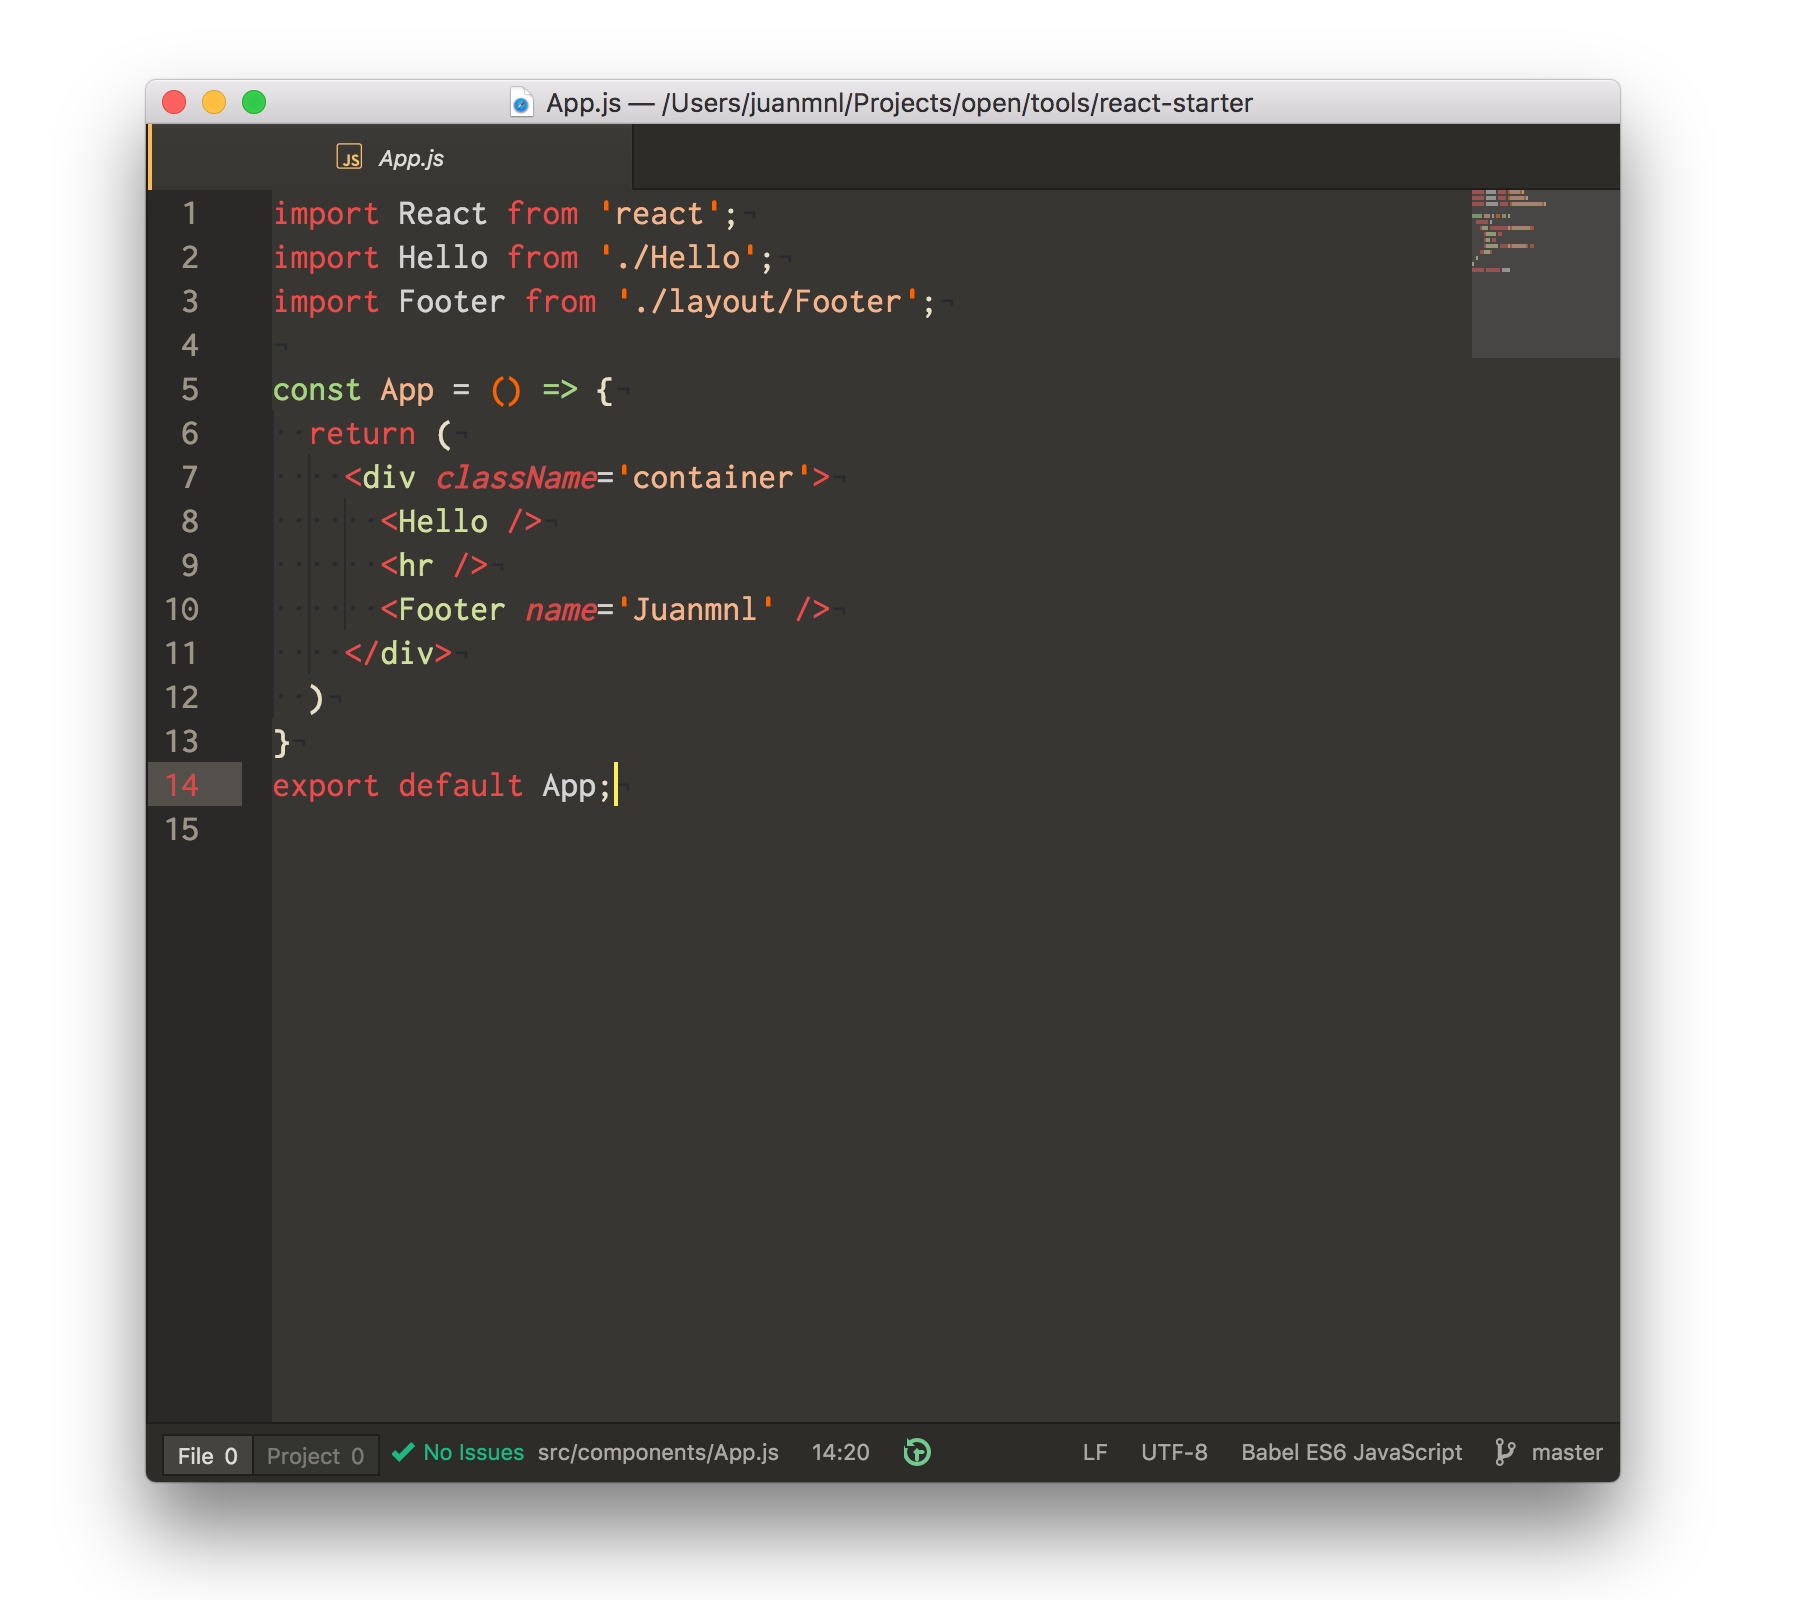 App.js — /Users/juanmnl/Projects/open/tools/react-starter
JS App.js
1 import React from 'react';¬
2 import Hello from './Hello';¬
3 import Footer from './layout/Footer';¬
4 ¬
5 const App = () => {¬
6 ··return (¬
7 ····<div className='container'>¬
8 ······<Hello />¬
9 ······<hr />¬
10 ······<Footer name='Juanmnl' />¬
11 ····</div>¬
12 ··)¬
13 }¬
14 export default App;¬
15
File 0 Project 0 No Issues src/components/App.js 14:20 LF UTF-8 Babel ES6 JavaScript master